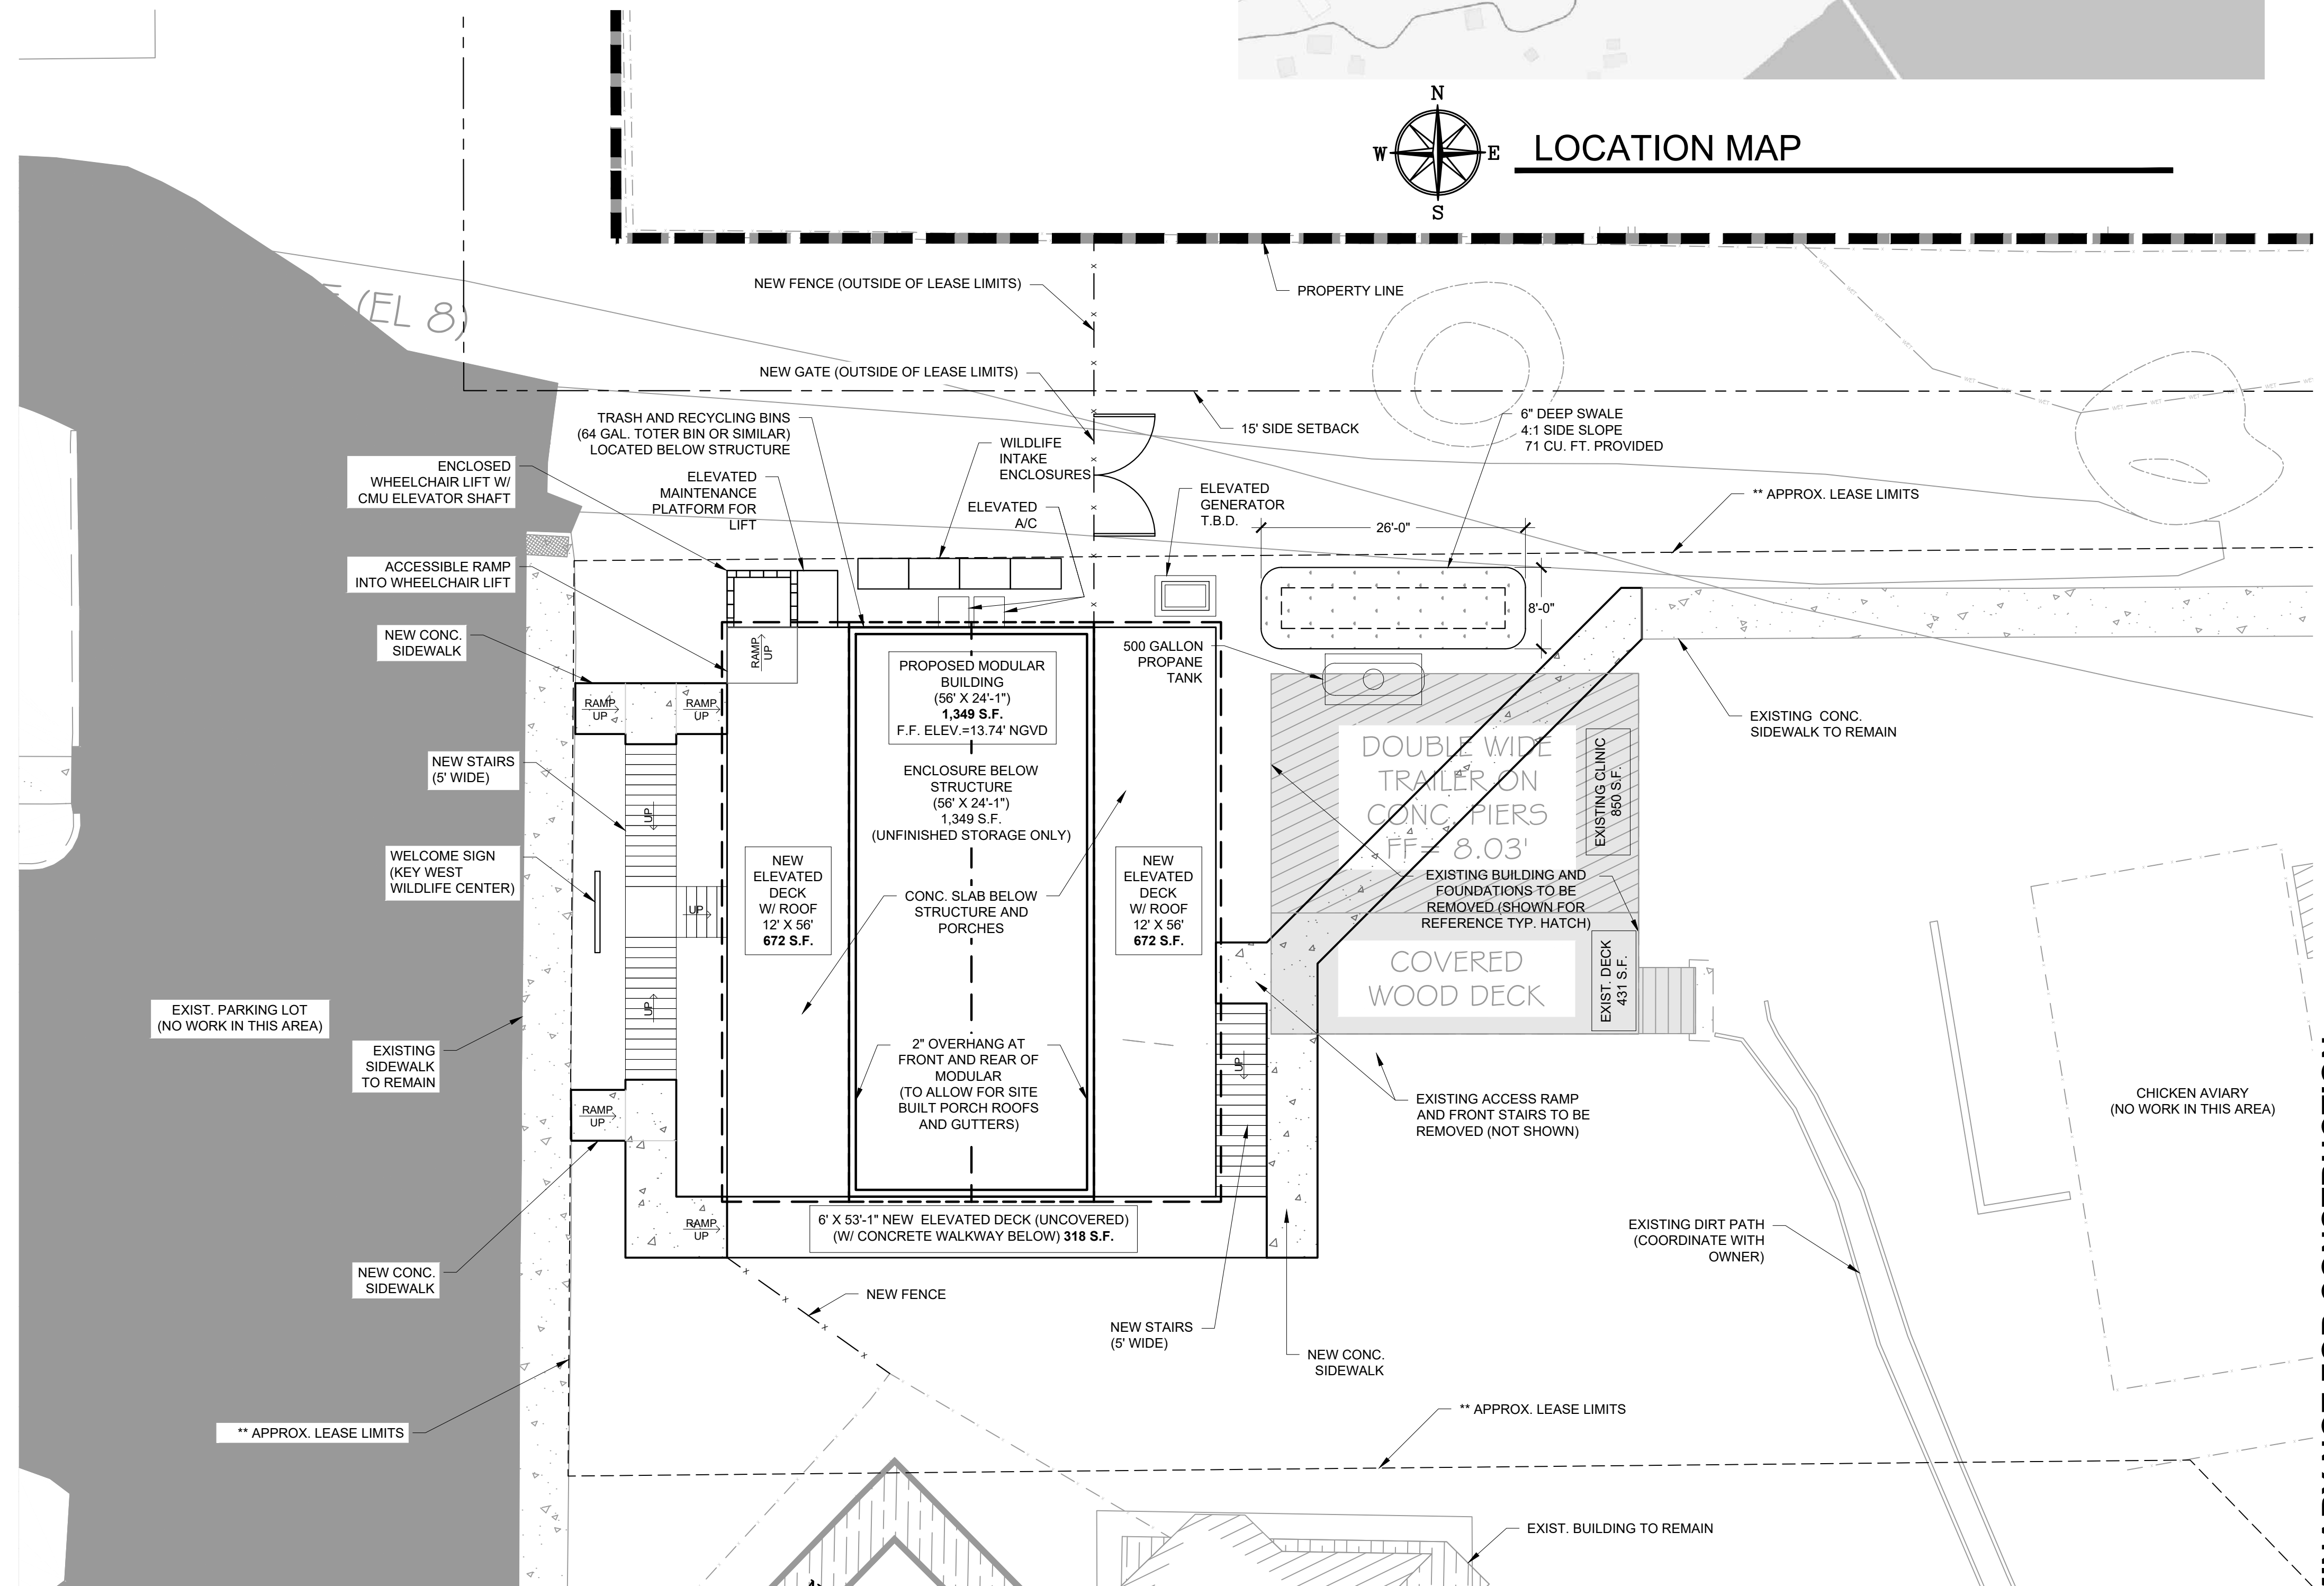 N
W
E
S
LOCATION MAP
(EL 8)
NEW FENCE (OUTSIDE OF LEASE LIMITS)
PROPERTY LINE
NEW GATE (OUTSIDE OF LEASE LIMITS)
15' SIDE SETBACK
6" DEEP SWALE
4:1 SIDE SLOPE
71 CU. FT. PROVIDED
TRASH AND RECYCLING BINS
(64 GAL. TOTER BIN OR SIMILAR)
LOCATED BELOW STRUCTURE
WILDLIFE
INTAKE
ENCLOSURES
ENCLOSED
WHEELCHAIR LIFT W/
CMU ELEVATOR SHAFT
ELEVATED
MAINTENANCE
PLATFORM FOR
LIFT
ELEVATED
A/C
ELEVATED
GENERATOR
T.B.D.
** APPROX. LEASE LIMITS
26'-0"
8'-0"
ACCESSIBLE RAMP
INTO WHEELCHAIR LIFT
NEW CONC.
SIDEWALK
RAMP
UP
RAMP
UP
RAMP
UP
PROPOSED MODULAR
BUILDING
(56' X 24'-1")
1,349 S.F.
F.F. ELEV.=13.74' NGVD
500 GALLON
PROPANE
TANK
EXISTING CONC.
SIDEWALK TO REMAIN
NEW STAIRS
(5' WIDE)
UP
ENCLOSURE BELOW
STRUCTURE
(56' X 24'-1")
1,349 S.F.
(UNFINISHED STORAGE ONLY)
DOUBLE WIDE
TRAILER ON
CONC. PIERS
FF= 8.03'
EXISTING CLINIC
850 S.F.
WELCOME SIGN
(KEY WEST
WILDLIFE CENTER)
UP
NEW
ELEVATED
DECK
W/ ROOF
12' X 56'
672 S.F.
CONC. SLAB BELOW
STRUCTURE AND
PORCHES
NEW
ELEVATED
DECK
W/ ROOF
12' X 56'
672 S.F.
EXISTING BUILDING AND
FOUNDATIONS TO BE
REMOVED (SHOWN FOR
REFERENCE TYP. HATCH)
COVERED
WOOD DECK
EXIST. DECK
431 S.F.
EXIST. PARKING LOT
(NO WORK IN THIS AREA)
UP
EXISTING
SIDEWALK
TO REMAIN
2" OVERHANG AT
FRONT AND REAR OF
MODULAR
(TO ALLOW FOR SITE
BUILT PORCH ROOFS
AND GUTTERS)
UP
EXISTING ACCESS RAMP
AND FRONT STAIRS TO BE
REMOVED (NOT SHOWN)
CHICKEN AVIARY
(NO WORK IN THIS AREA)
RAMP
UP
RAMP
UP
6' X 53'-1" NEW ELEVATED DECK (UNCOVERED)
(W/ CONCRETE WALKWAY BELOW) 318 S.F.
EXISTING DIRT PATH
(COORDINATE WITH
OWNER)
NEW CONC.
SIDEWALK
NEW FENCE
NEW STAIRS
(5' WIDE)
NEW CONC.
SIDEWALK
** APPROX. LEASE LIMITS
** APPROX. LEASE LIMITS
EXIST. BUILDING TO REMAIN